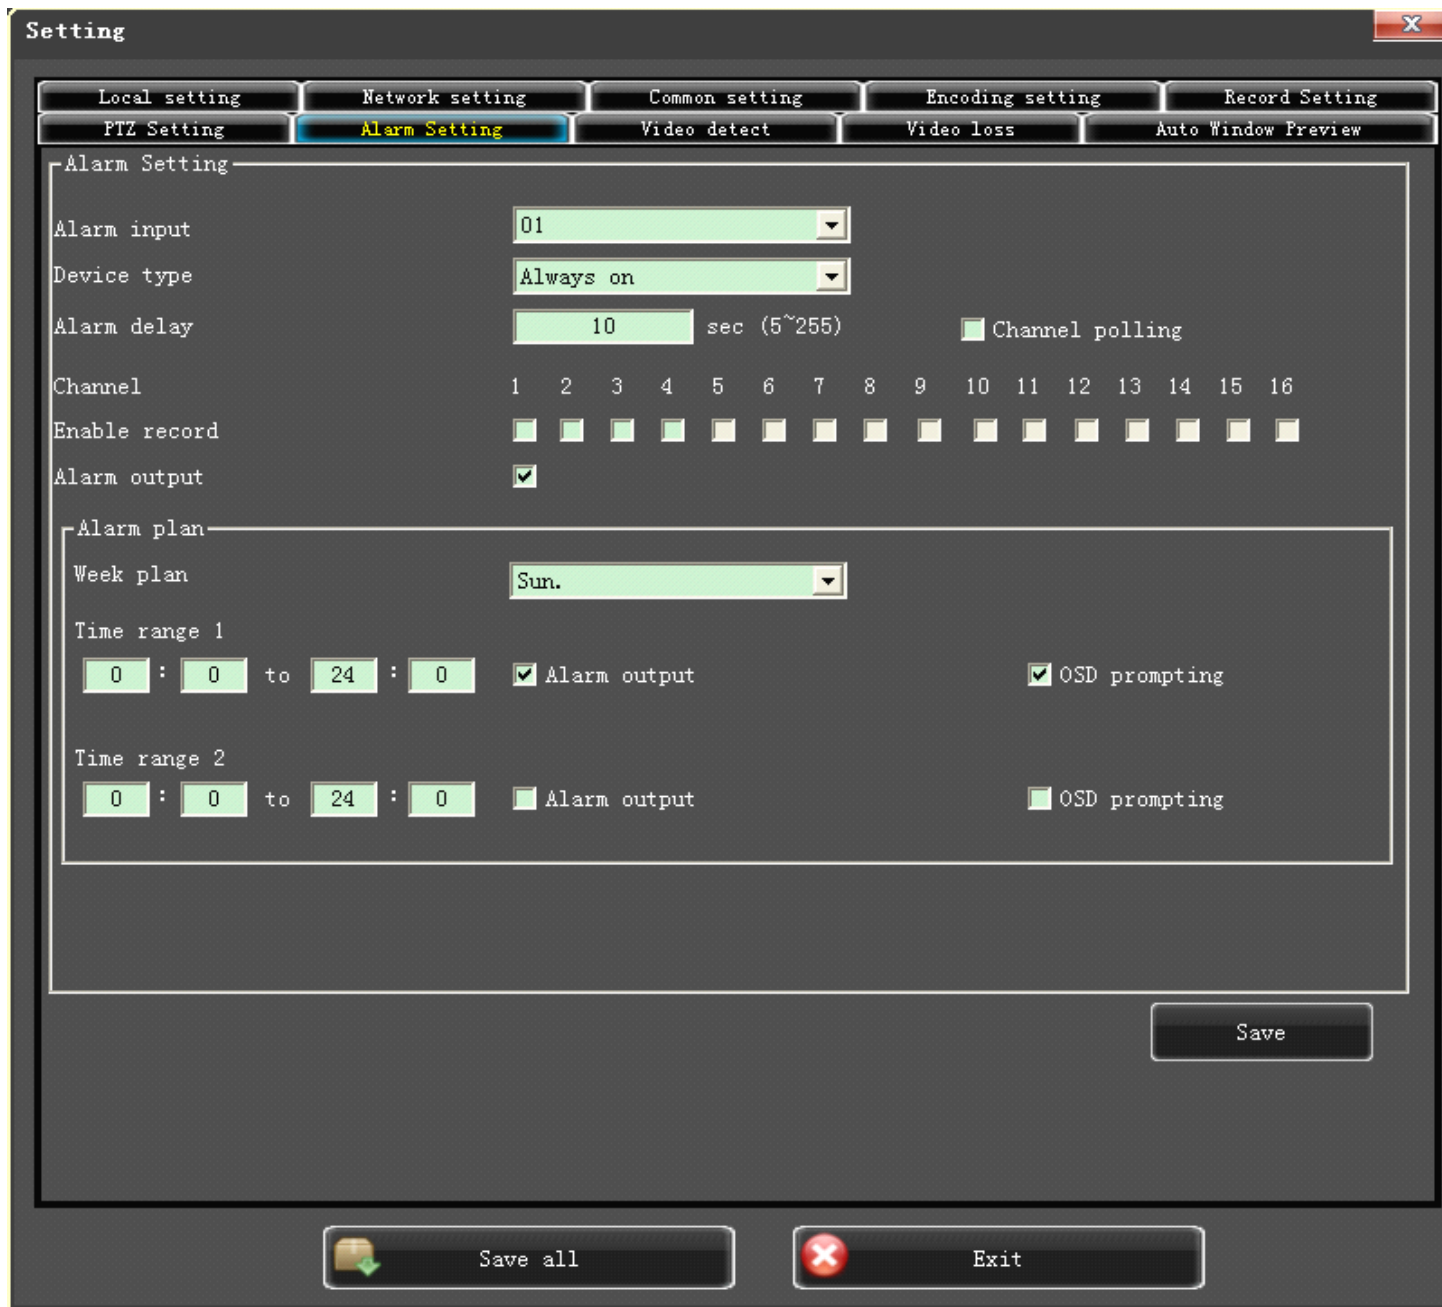 Setting
Local setting Network setting Common setting Encoding setting Record Setting
PTZ Setting Alarm Setting Video detect Video loss Auto Window Preview
Alarm Setting
Alarm input 01
Device type Always on
Alarm delay 10 sec (5~255) Channel polling
Channel 1 2 3 4 5 6 7 8 9 10 11 12 13 14 15 16
Enable record
Alarm output
Alarm plan
Week plan Sun.
Time range 1
0 : 0 to 24 : 0 Alarm output OSD prompting
Time range 2
0 : 0 to 24 : 0 Alarm output OSD prompting
Save
Save all Exit